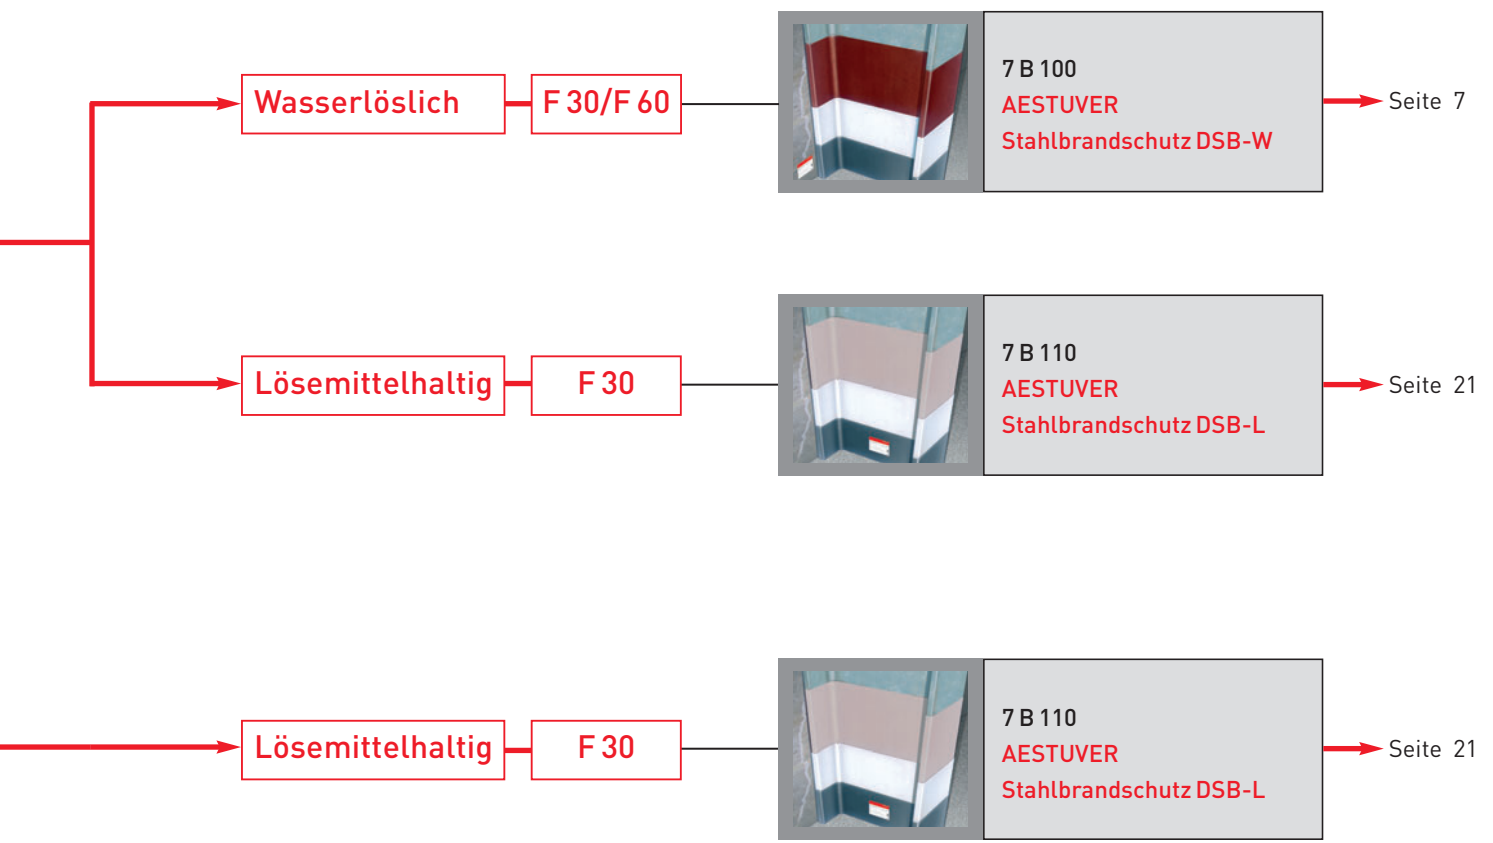 Wasserlöslich
F 30/F 60
7 B 100
AESTUVER
Stahlbrandschutz DSB-W
Seite 7
Lösemittelhaltig
F 30
7 B 110
AESTUVER
Stahlbrandschutz DSB-L
Seite 21
Lösemittelhaltig
F 30
7 B 110
AESTUVER
Stahlbrandschutz DSB-L
Seite 21